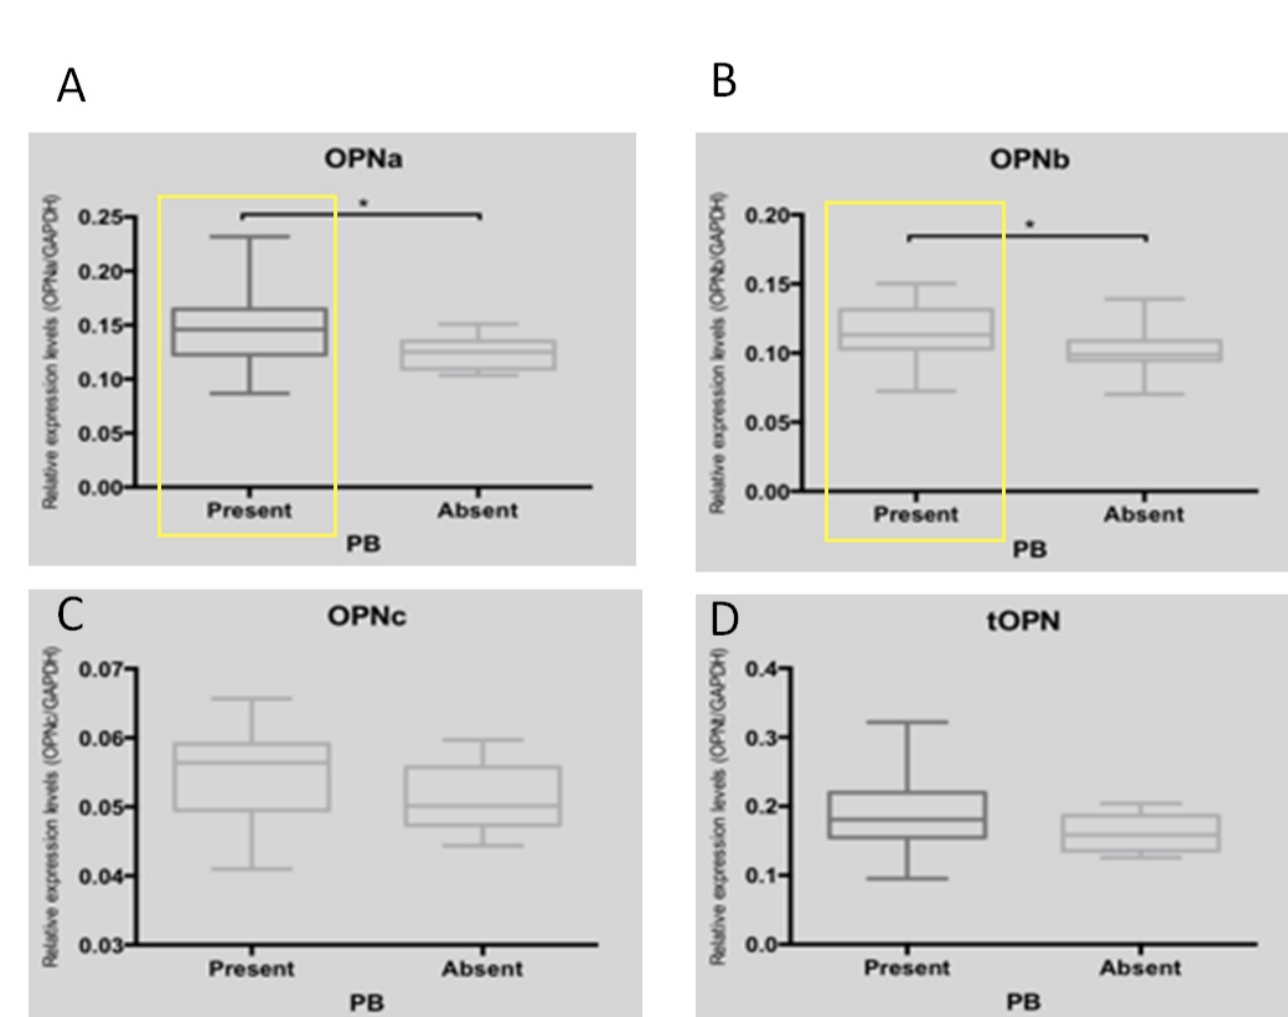 A
OPNa
Relative expression levels (OPNa/GAPDH)
0.25
*
0.20
0.15
0.10
0.05
0.00
Present Absent
PB
B
OPNb
Relative expression levels (OPNb/GAPDH)
0.20
*
0.15
0.10
0.05
0.00
Present Absent
PB
C
OPNc
Relative expression levels (OPNc/GAPDH)
0.07
0.06
0.05
0.04
0.03
Present Absent
PB
D
tOPN
Relative expression levels (OPNt/GAPDH)
0.4
0.3
0.2
0.1
0.0
Present Absent
PB